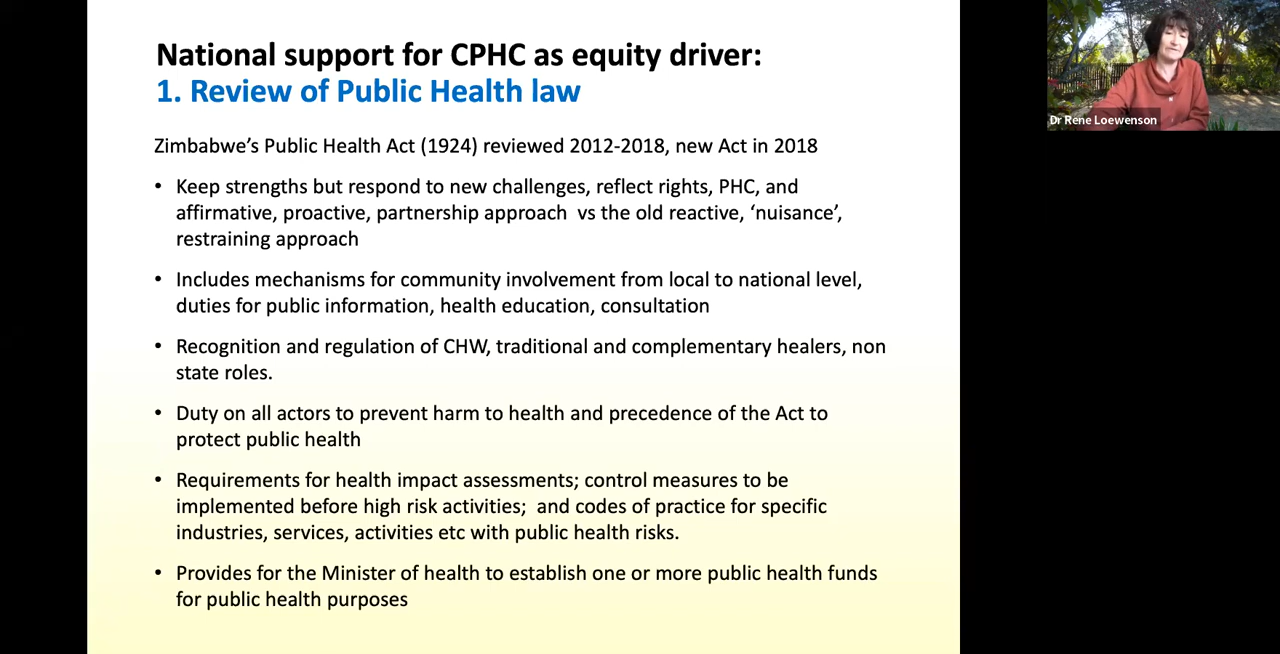 National support for CPHC as equity driver:
1. Review of Public Health law
Zimbabwe’s Public Health Act (1924) reviewed 2012-2018, new Act in 2018
• Keep strengths but respond to new challenges, reflect rights, PHC, and
affirmative, proactive, partnership approach  vs the old reactive, ‘nuisance’,
restraining approach
• Includes mechanisms for community involvement from local to national level,
duties for public information, health education, consultation
• Recognition and regulation of CHW, traditional and complementary healers, non
state roles.
• Duty on all actors to prevent harm to health and precedence of the Act to
protect public health
• Requirements for health impact assessments; control measures to be
implemented before high risk activities;  and codes of practice for specific
industries, services, activities etc with public health risks.
• Provides for the Minister of health to establish one or more public health funds
for public health purposes
Dr Rene Loewenson